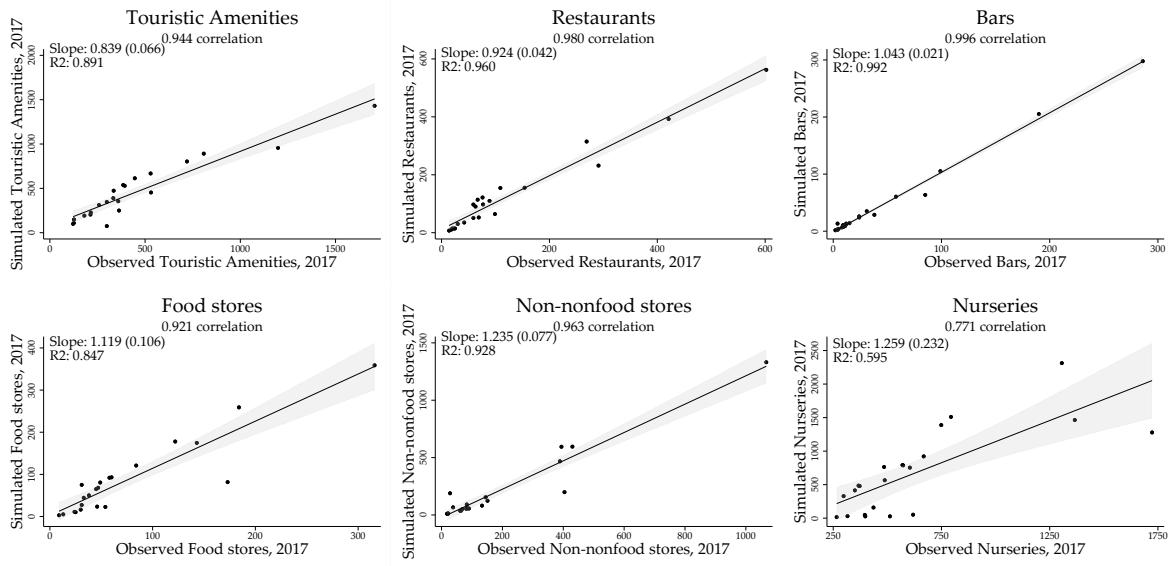 Touristic Amenities
0.944 correlation
Slope: 0.839 (0.066)
R2: 0.891
Simulated Touristic Amenities, 2017
0 500 1000 1500 2000
0 500 1000 1500
Observed Touristic Amenities, 2017
Restaurants
0.980 correlation
Slope: 0.924 (0.042)
R2: 0.960
Simulated Restaurants, 2017
0 200 400 600
0 200 400 600
Observed Restaurants, 2017
Bars
0.996 correlation
Slope: 1.043 (0.021)
R2: 0.992
Simulated Bars, 2017
0 100 200 300
0 100 200 300
Observed Bars, 2017
Food stores
0.921 correlation
Slope: 1.119 (0.106)
R2: 0.847
Simulated Food stores, 2017
0 100 200 300 400
0 100 200 300
Observed Food stores, 2017
Non-nonfood stores
0.963 correlation
Slope: 1.235 (0.077)
R2: 0.928
Simulated Non-nonfood stores, 2017
0 500 1000 1500
0 200 400 600 800 1000
Observed Non-nonfood stores, 2017
Nurseries
0.771 correlation
Slope: 1.259 (0.232)
R2: 0.595
Simulated Nurseries, 2017
0 500 1000 1500 2000 2500
250 750 1250 1750
Observed Nurseries, 2017